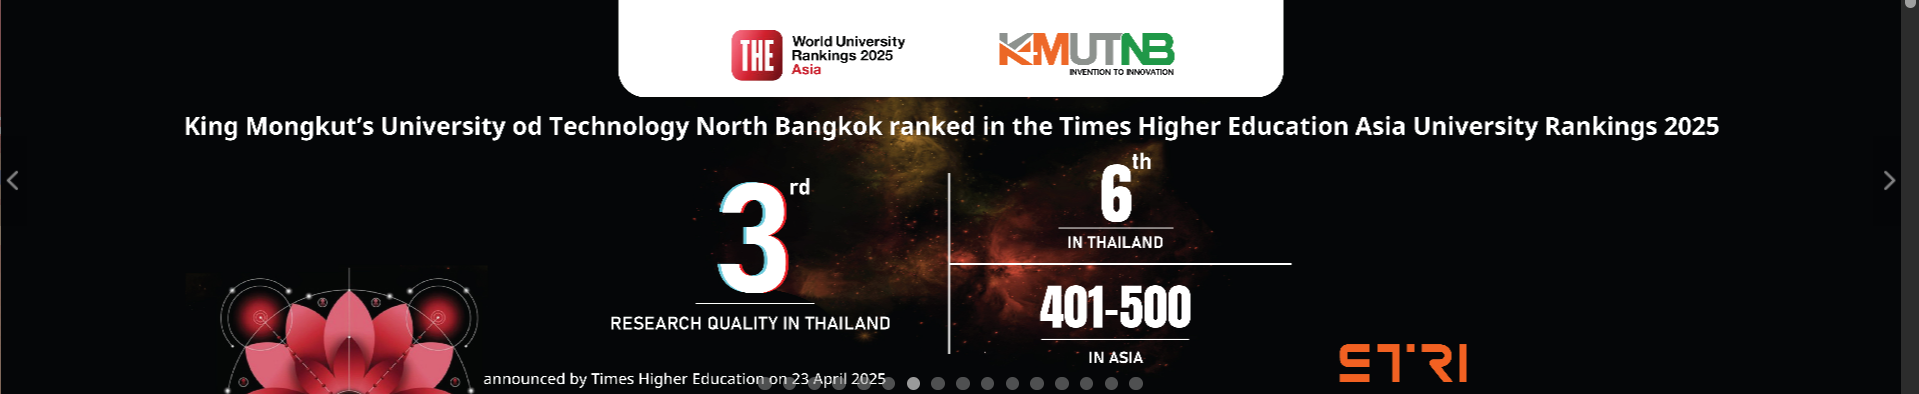 THE
World University
Rankings 2025
Asia
KMUTNB
INVENTION TO INNOVATION
King Mongkut’s University od Technology North Bangkok ranked in the Times Higher Education Asia University Rankings 2025
3rd
RESEARCH QUALITY IN THAILAND
6th
IN THAILAND
401-500
IN ASIA
announced by Times Higher Education on 23 April 2025
STRI